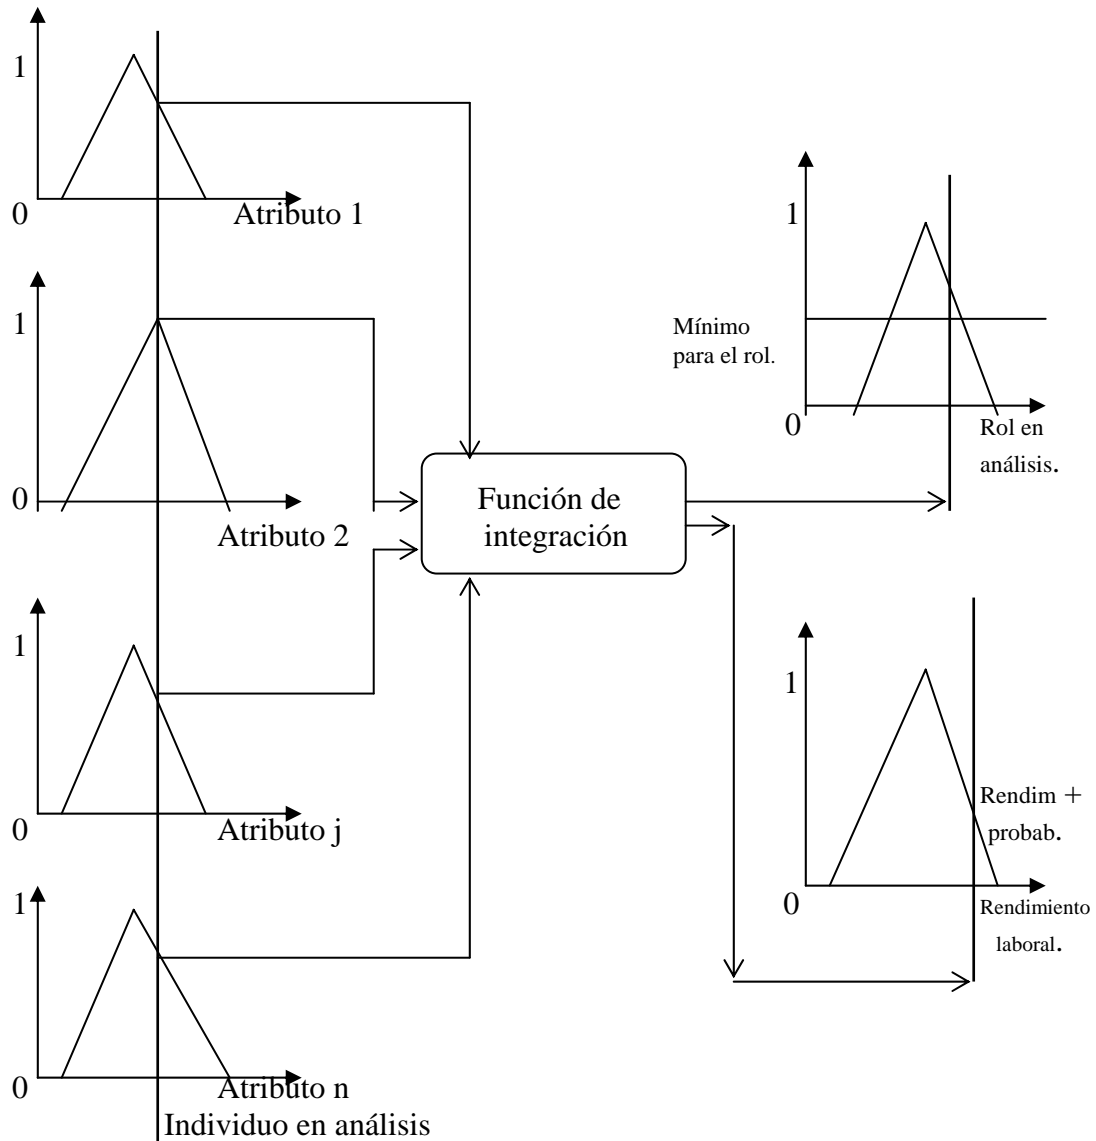 1
0
Atributo 1
1
0
Atributo 2
1
0
Atributo j
1
0
Atributo n
Individuo en análisis
Función de
integración
1
Mínimo
para el rol.
0
Rol en
análisis.
1
Rendim +
probab.
0
Rendimiento
laboral.